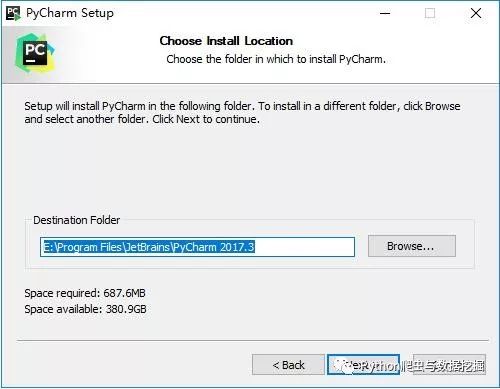 PyCharm Setup
PC
Choose Install Location
Choose the folder in which to install PyCharm.
Setup will install PyCharm in the following folder. To install in a different folder, click Browse
and select another folder. Click Next to continue.
Destination Folder
E:\Program Files\JetBrains\PyCharm 2017.3
Browse...
Space required: 687.6MB
Space available: 380.9GB
< Back
Python爬虫与数据挖掘